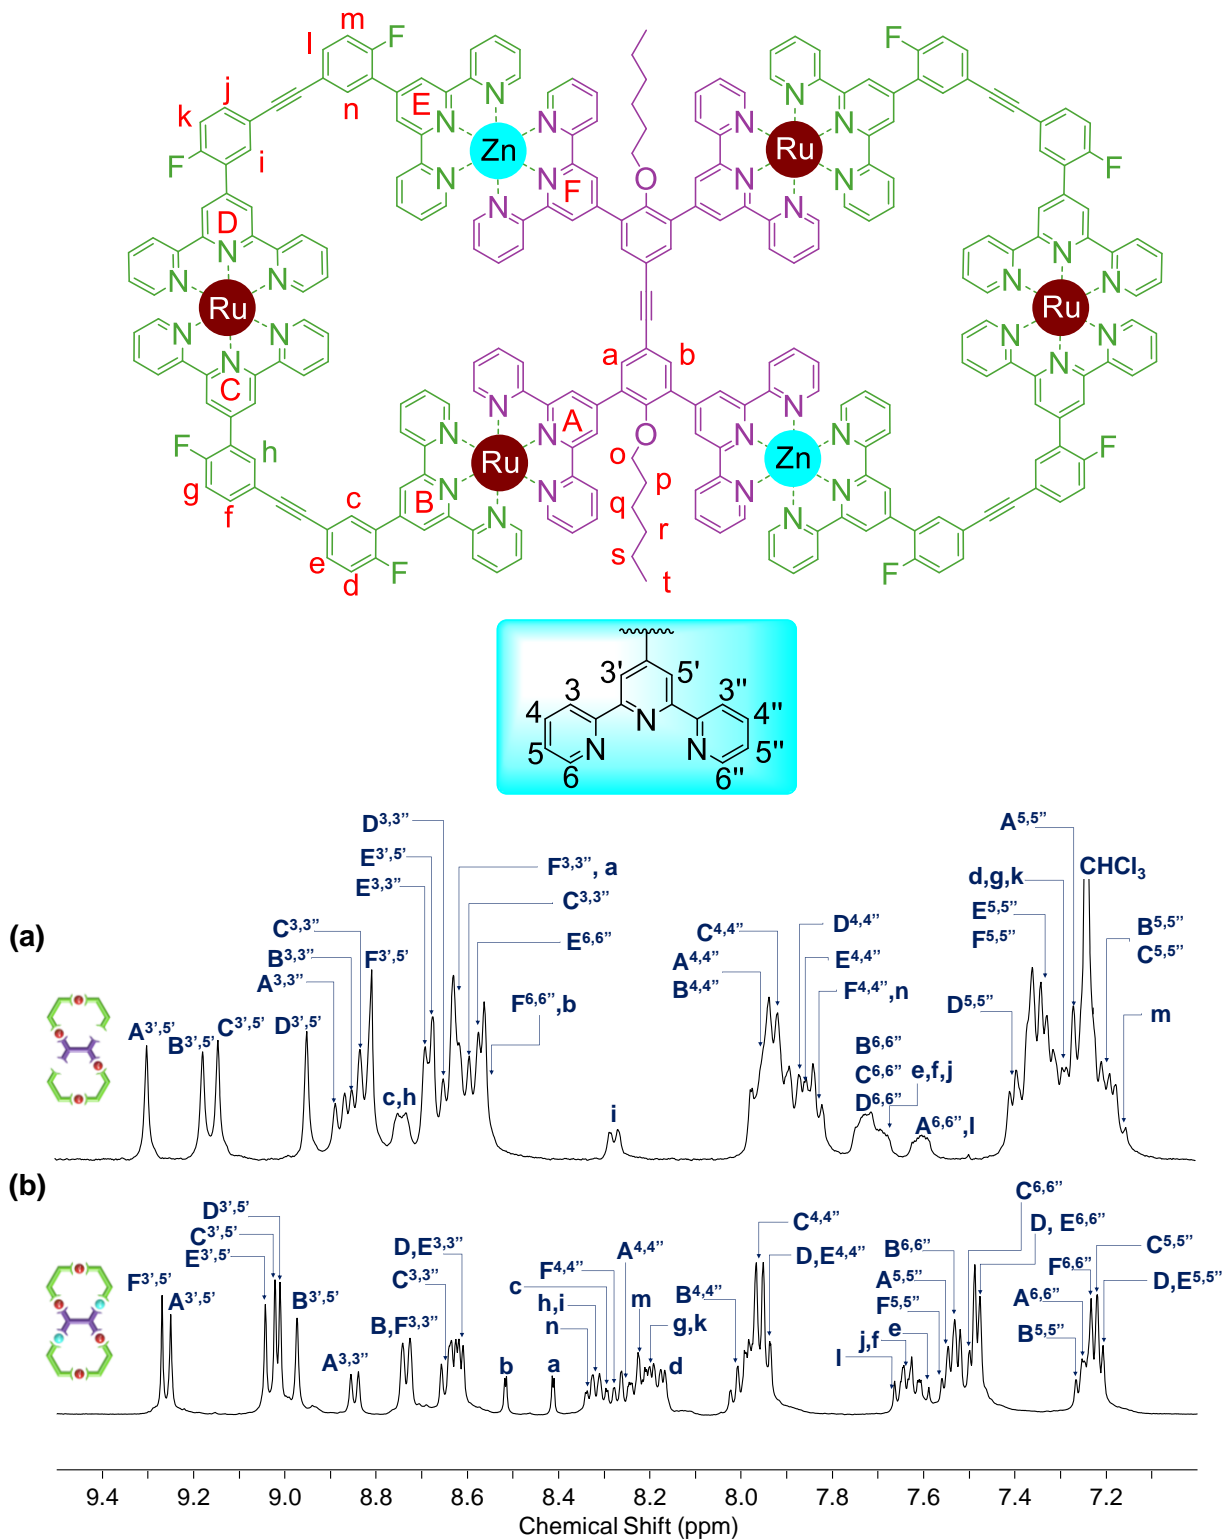 m
l
F
N
N
N
E
N
Zn
N
N
F
N
O
N
N
N
Ru
N
N
N
F
j
k
n
F
i
F
D
N
N
N
Ru
N
N
N
C
N
N
N
Ru
N
N
N
a
b
F
h
g
f
c
e
d
F
B
N
N
N
Ru
N
N
N
A
O
o
p
q
r
s
t
N
N
N
Zn
N
N
N
F
F
3'
5'
3
3"
4
4"
N
5
N
N
5"
6
6"
(a)
D3,3”
E3’,5’
E3,3”
C3,3”
B3,3”
A3,3”
F3’,5’
F3,3”, a
C3,3”
E6,6”
F6,6”,b
A3’,5’
B3’,5’
C3’,5’
D3’,5’
c,h
i
A4,4”
B4,4”
C4,4”
D4,4”
E4,4”
F4,4”,n
B6,6”
C6,6”
D6,6”
e,f,j
A6,6”,l
D5,5”
A5,5”
d,g,k
E5,5”
F5,5”
CHCl3
B5,5”
C5,5”
m
(b)
D3’,5’
C3’,5’
E3’,5’
F3’,5’
A3’,5’
B3’,5’
A3,3”
D,E3,3”
C3,3”
B,F3,3”
b
a
A4,4”
F4,4”
c
h,i
n
m
g,k
d
B4,4”
C4,4”
D,E4,4”
C6,6”
D, E6,6”
B6,6”
A5,5”
F5,5”
e
j,f
l
F6,6”
A6,6”
B5,5”
C5,5”
D,E5,5”
9.4 9.2 9.0 8.8 8.6 8.4 8.2 8.0 7.8 7.6 7.4 7.2
Chemical Shift (ppm)